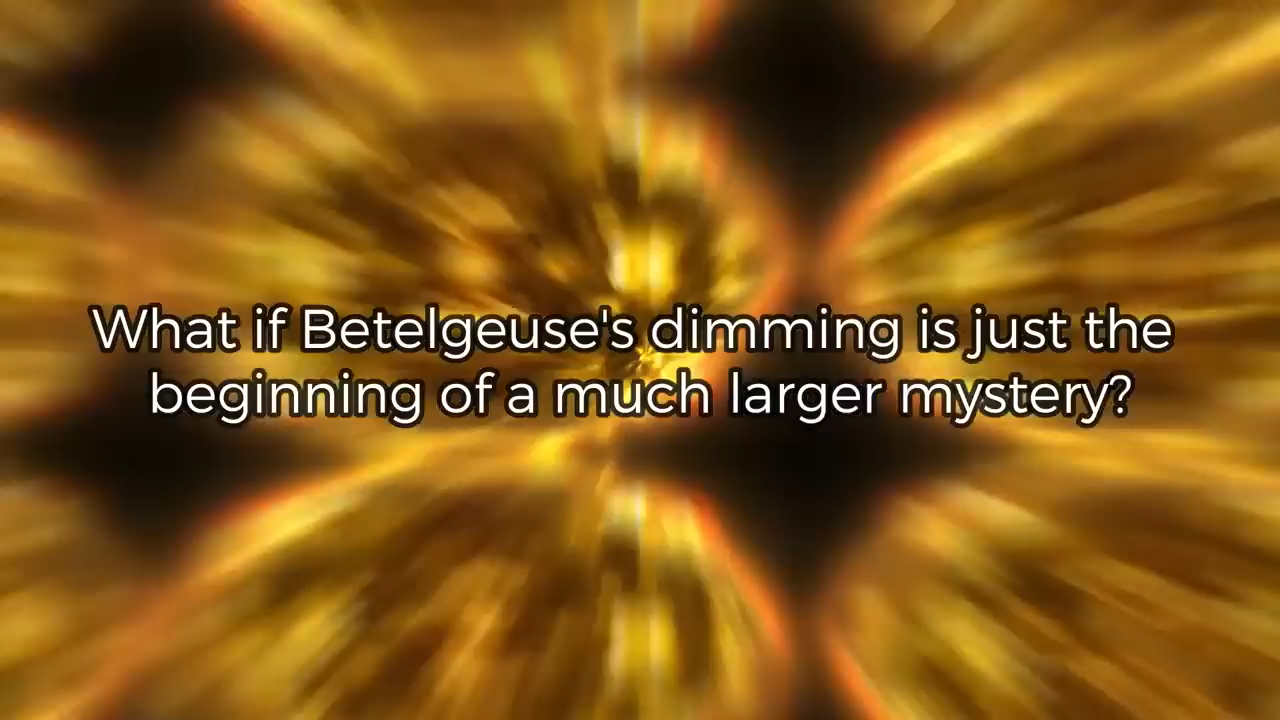 What if Betelgeuse's dimming is just the
beginning of a much larger mystery?